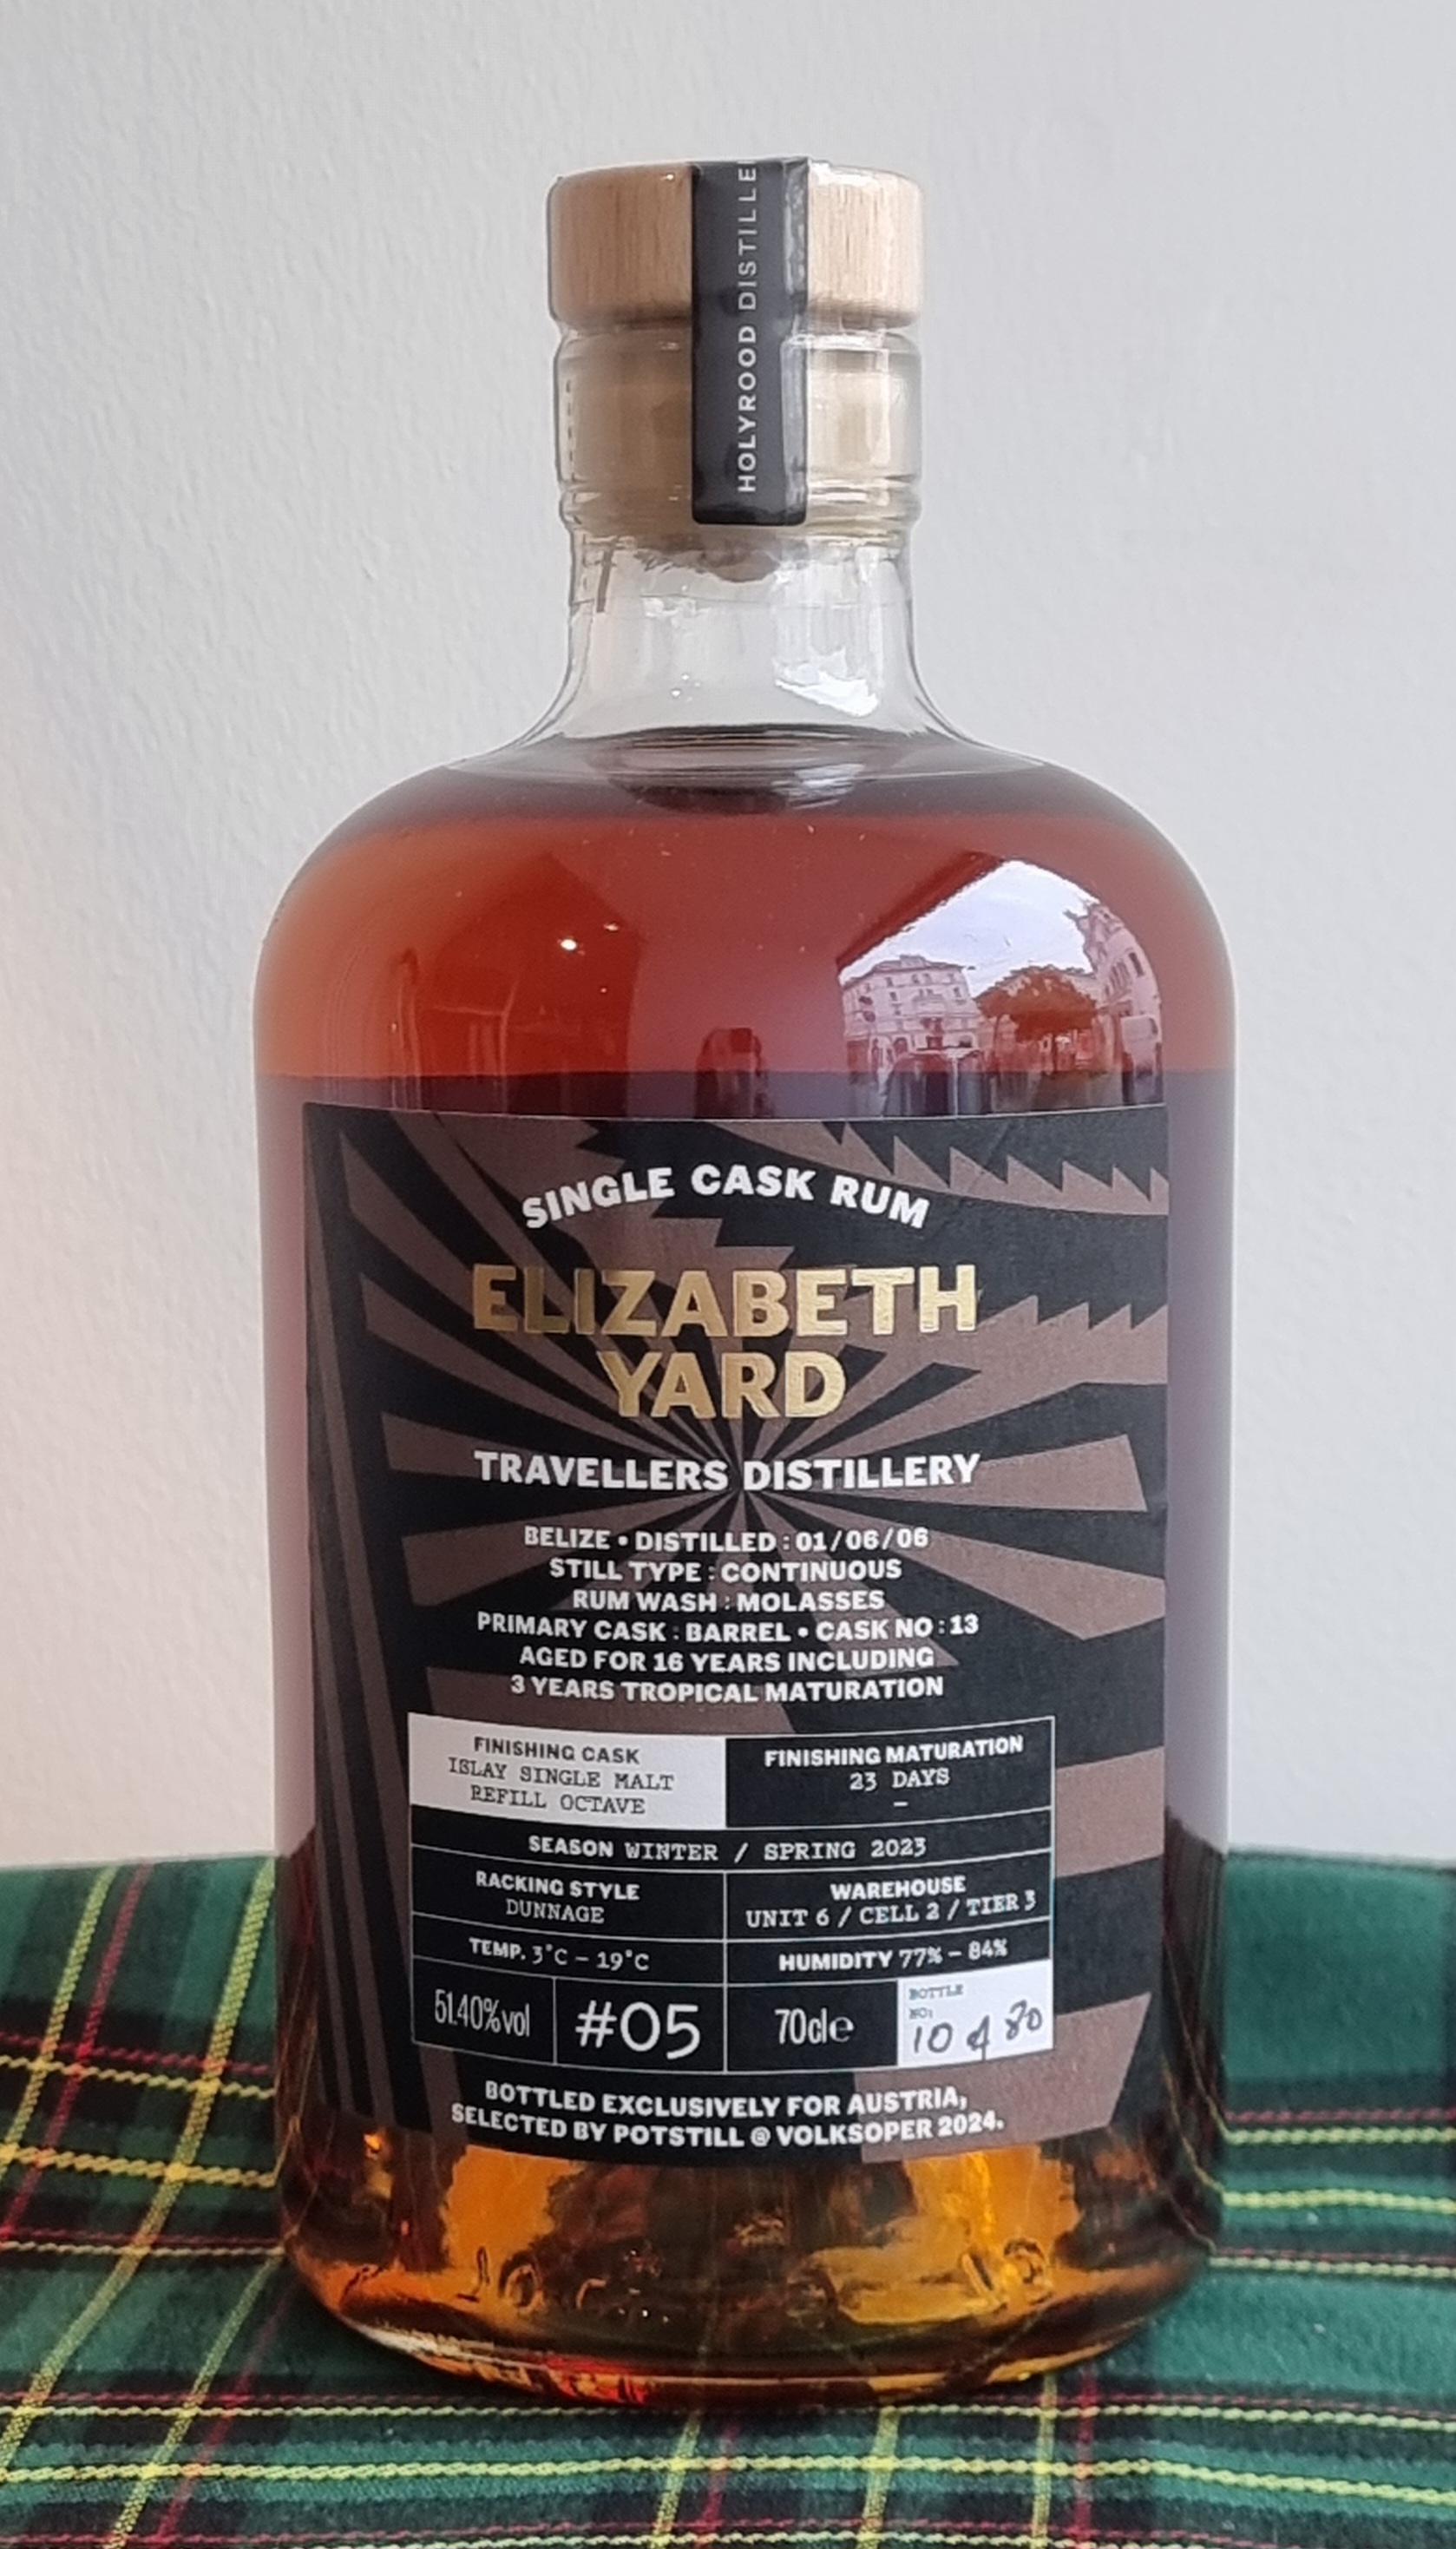 HOLYROOD DISTILLE
SINGLE CASK RUM
ELIZABETH
YARD
TRAVELLERS DISTILLERY
BELIZE • DISTILLED : 01/06/06
STILL TYPE : CONTINUOUS
RUM WASH : MOLASSES
PRIMARY CASK : BARREL • CASK NO : 13
AGED FOR 16 YEARS INCLUDING
3 YEARS TROPICAL MATURATION
FINISHING CASK
ISLAY SINGLE MALT
REFILL OCTAVE
FINISHING MATURATION
23 DAYS
–
SEASON WINTER / SPRING 2023
RACKING STYLE
DUNNAGE
WAREHOUSE
UNIT 6 / CELL 2 / TIER 3
TEMP. 3°C – 19°C
HUMIDITY 77% – 84%
51.40%vol
#05
70cl℮
BOTTLE
NO:
10 of 80
BOTTLED EXCLUSIVELY FOR AUSTRIA,
SELECTED BY POTSTILL @ VOLKSOPER 2024.